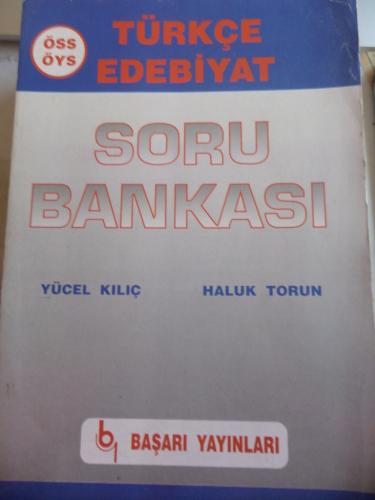 ÖSS
ÖYS
TÜRKÇE
EDEBİYAT
SORU
BANKASI
YÜCEL KILIÇ HALUK TORUN
BAŞARI YAYINLARI